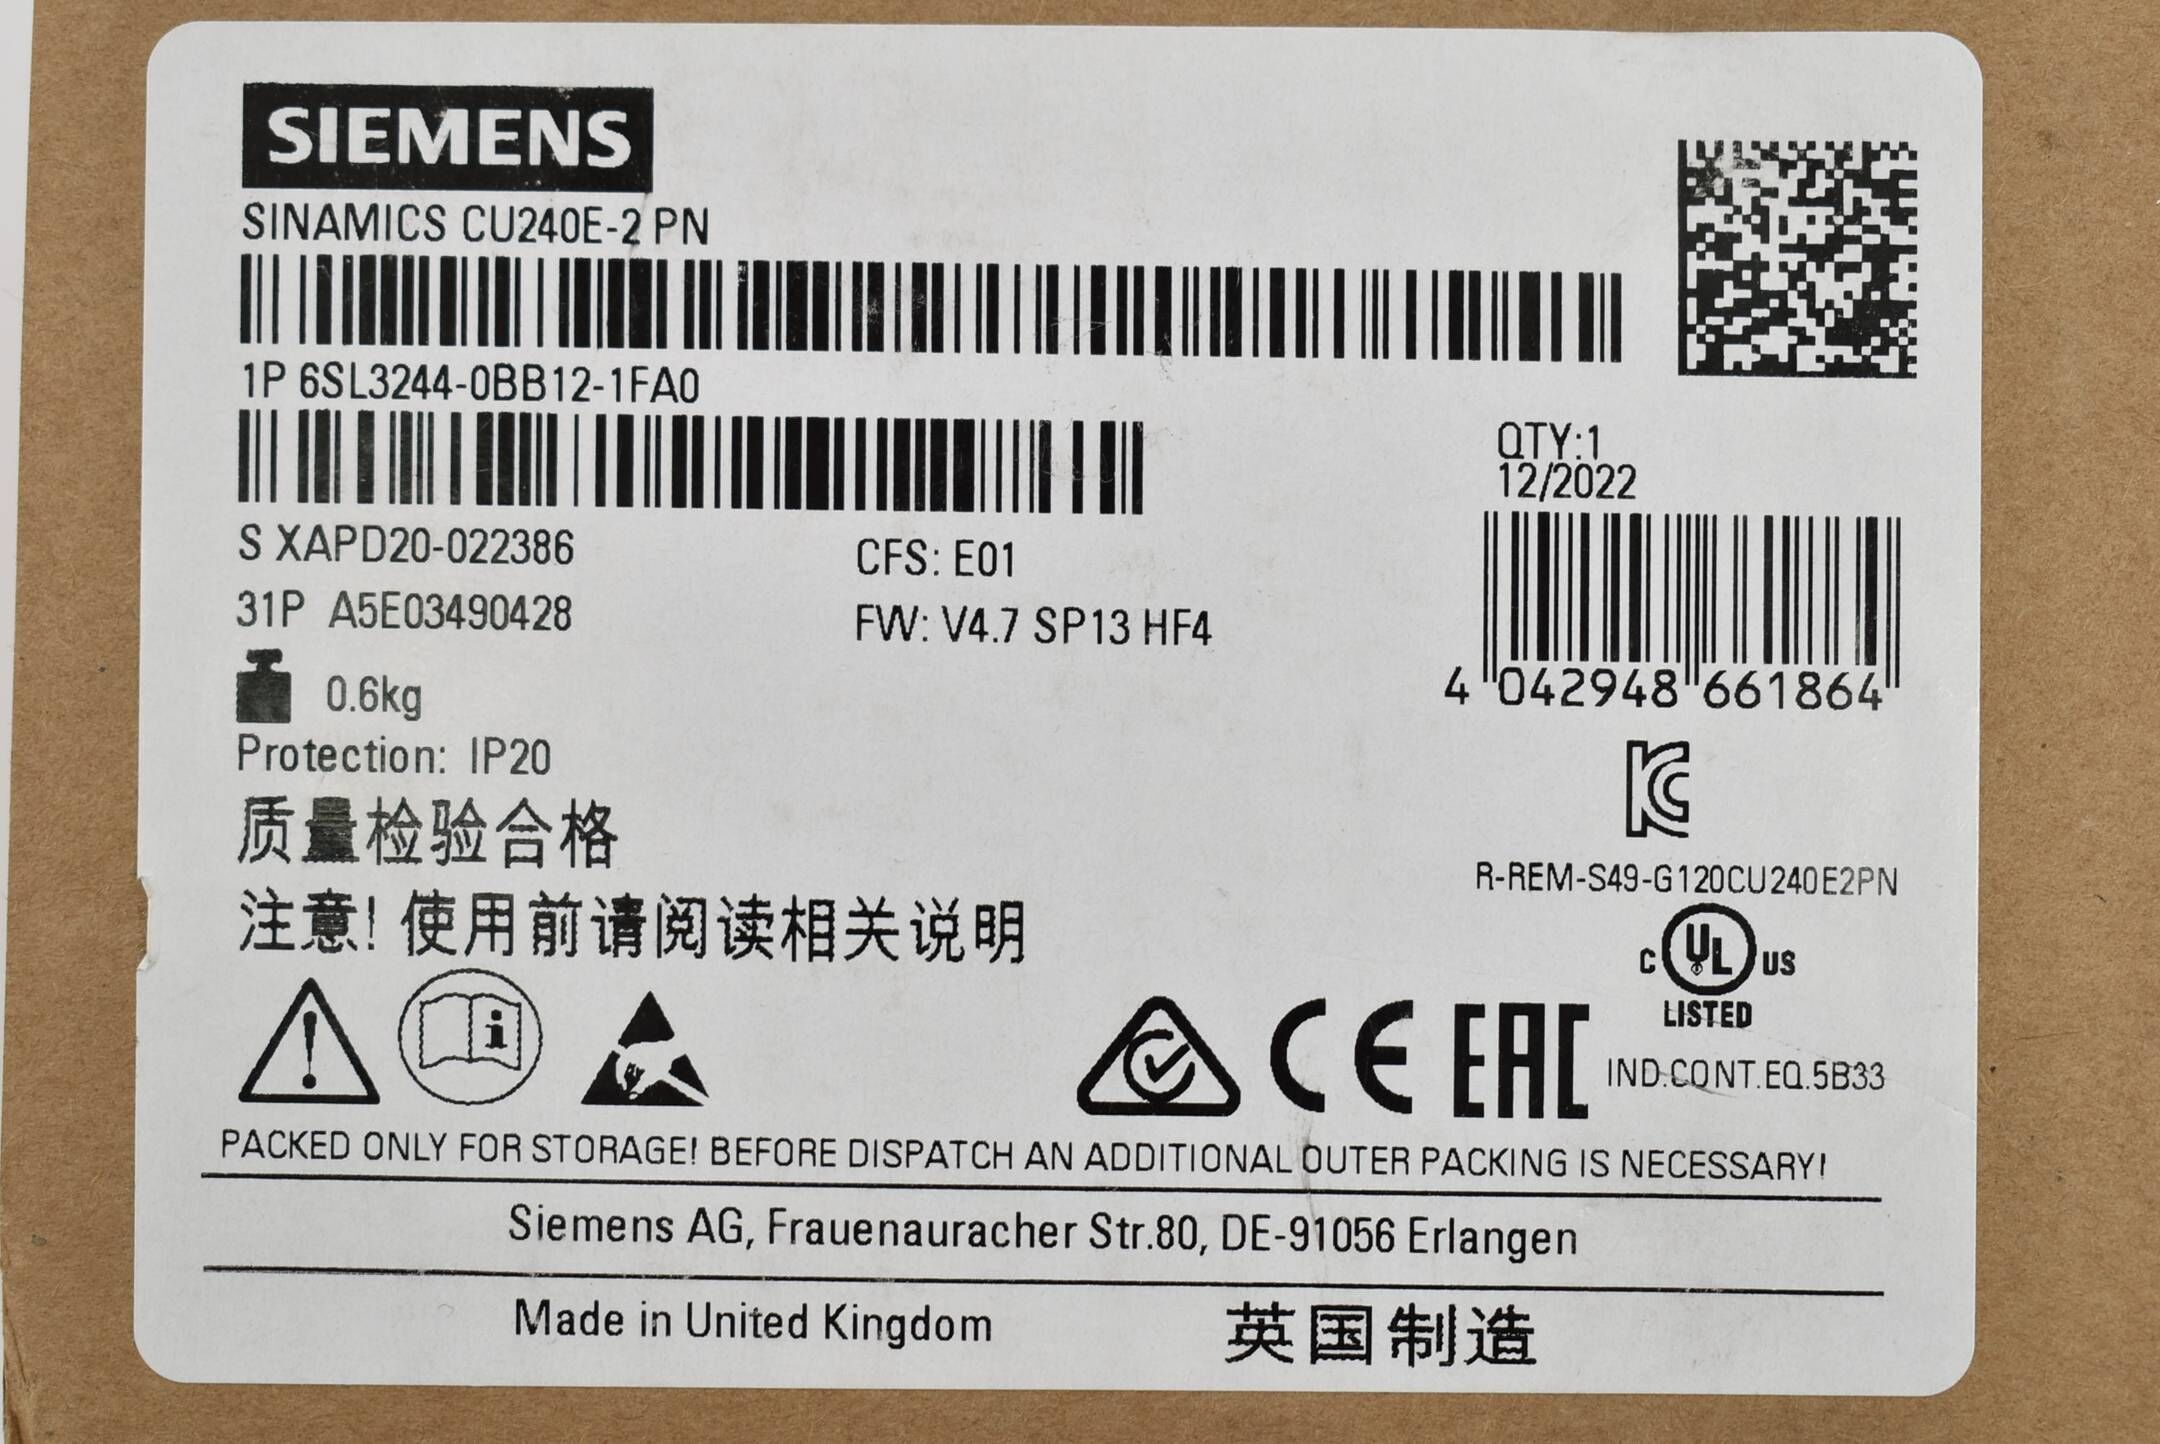 SIEMENS
SINAMICS CU240E-2 PN
1P 6SL3244-0BB12-1FA0
QTY:1
12/2022
S XAPD20-022386
CFS: E01
31P A5E03490428
FW: V4.7 SP13 HF4
4 042948 661864
0.6kg
Protection: IP20
质量检验合格
R-REM-S49-G120CU240E2PN
注意! 使用前请阅读相关说明
C UL US
LISTED
i
CE EAC
IND.CONT.EQ.5B33
PACKED ONLY FOR STORAGE! BEFORE DISPATCH AN ADDITIONAL OUTER PACKING IS NECESSARY!
Siemens AG, Frauenauracher Str.80, DE-91056 Erlangen
Made in United Kingdom 英国制造